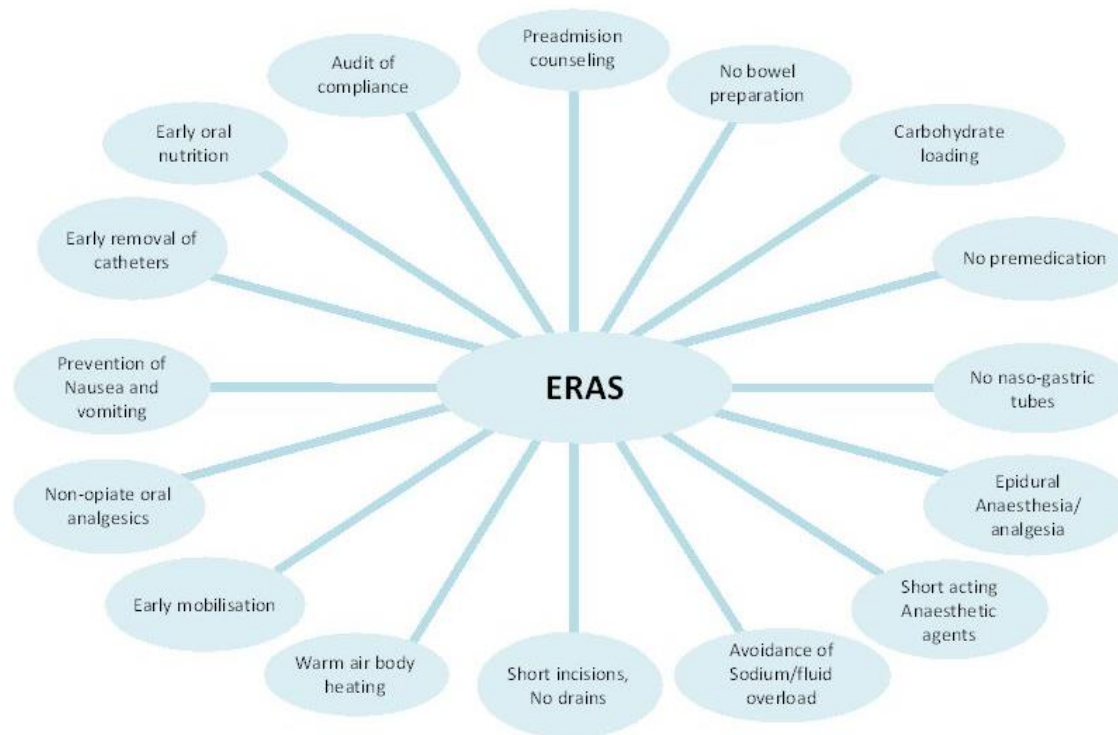 Preadmision
counseling
No bowel
preparation
Carbohydrate
loading
No premedication
No naso-gastric
tubes
Epidural
Anaesthesia/
analgesia
Short acting
Anaesthetic
agents
Avoidance of
Sodium/fluid
overload
Short incisions,
No drains
Warm air body
heating
Early mobilisation
Non-opiate oral
analgesics
Prevention of
Nausea and
vomiting
Early removal of
catheters
Early oral
nutrition
Audit of
compliance
ERAS